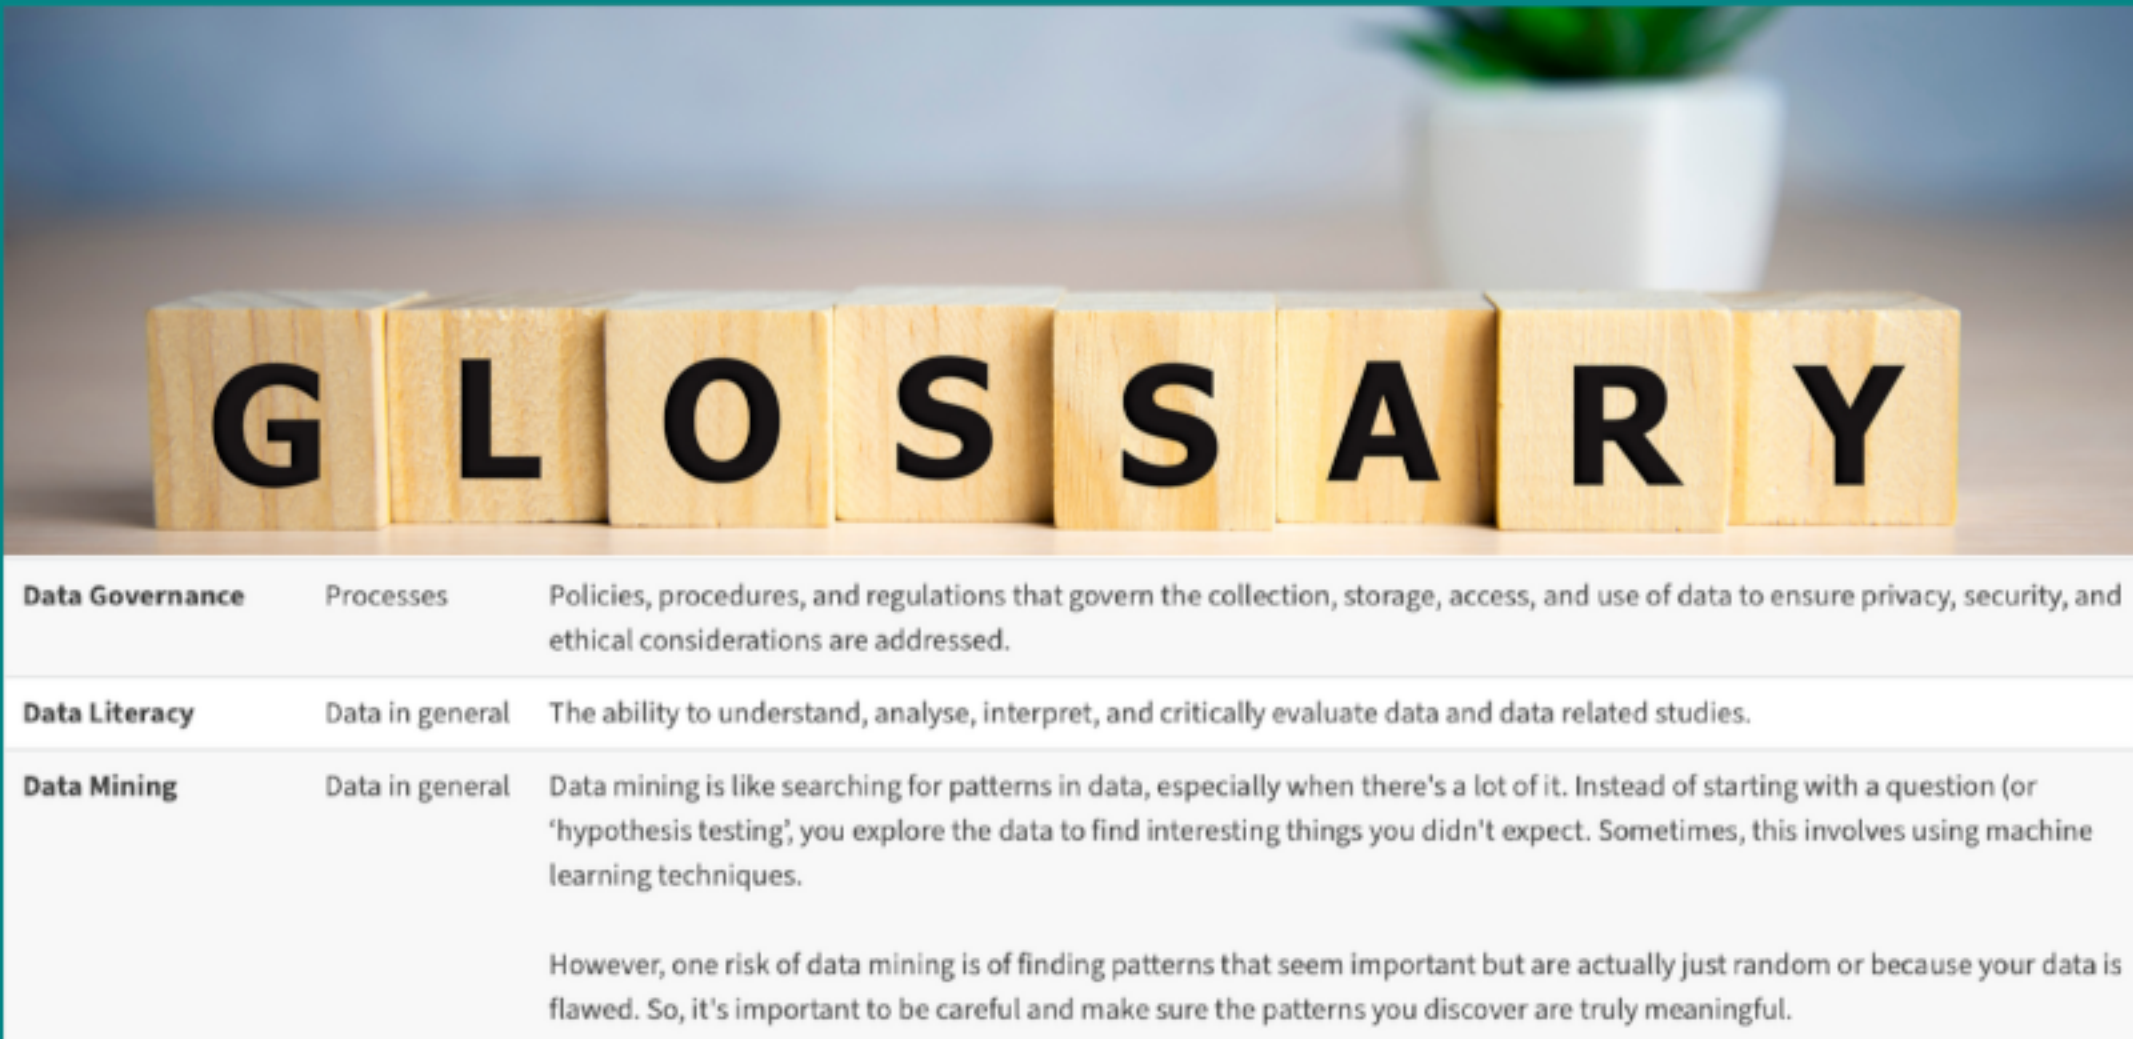 GLOSSARY
Data Governance Processes Policies, procedures, and regulations that govern the collection, storage, access, and use of data to ensure privacy, security, and
ethical considerations are addressed.
Data Literacy Data in general The ability to understand, analyse, interpret, and critically evaluate data and data related studies.
Data Mining Data in general Data mining is like searching for patterns in data, especially when there's a lot of it. Instead of starting with a question (or
‘hypothesis testing’, you explore the data to find interesting things you didn't expect. Sometimes, this involves using machine
learning techniques.
However, one risk of data mining is of finding patterns that seem important but are actually just random or because your data is
flawed. So, it's important to be careful and make sure the patterns you discover are truly meaningful.